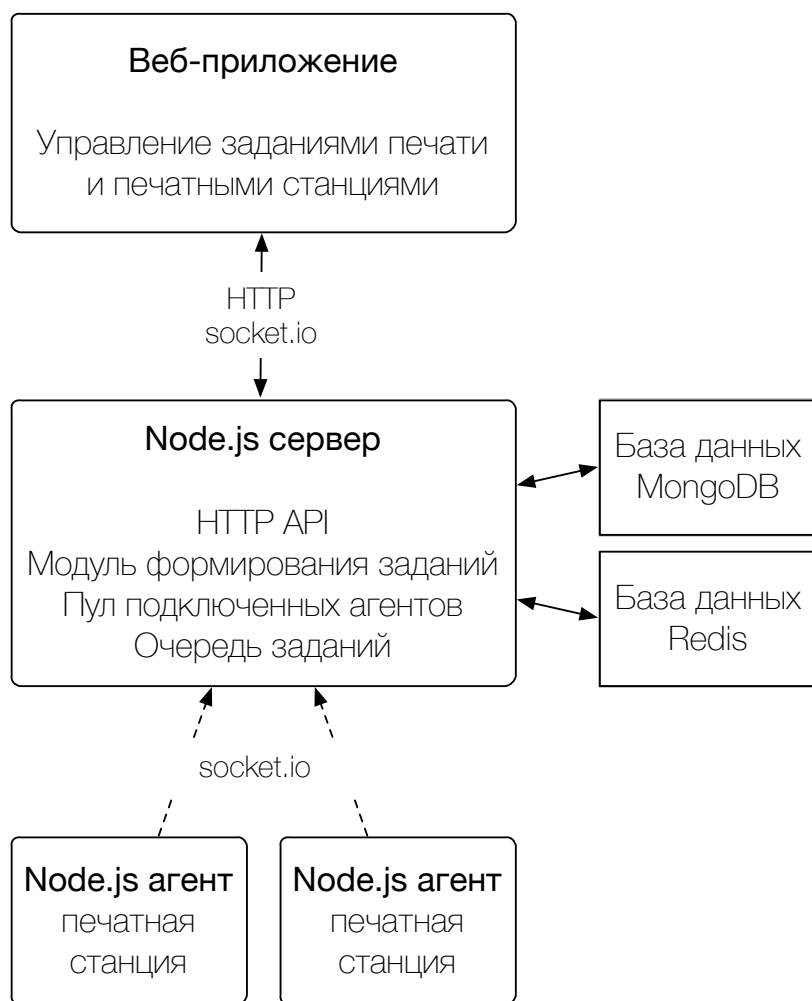 Веб-приложение
Управление заданиями печати
и печатными станциями
HTTP
socket.io
Node.js сервер
HTTP API
Модуль формирования заданий
Пул подключенных агентов
Очередь заданий
База данных
MongoDB
База данных
Redis
socket.io
Node.js агент
печатная
станция
Node.js агент
печатная
станция